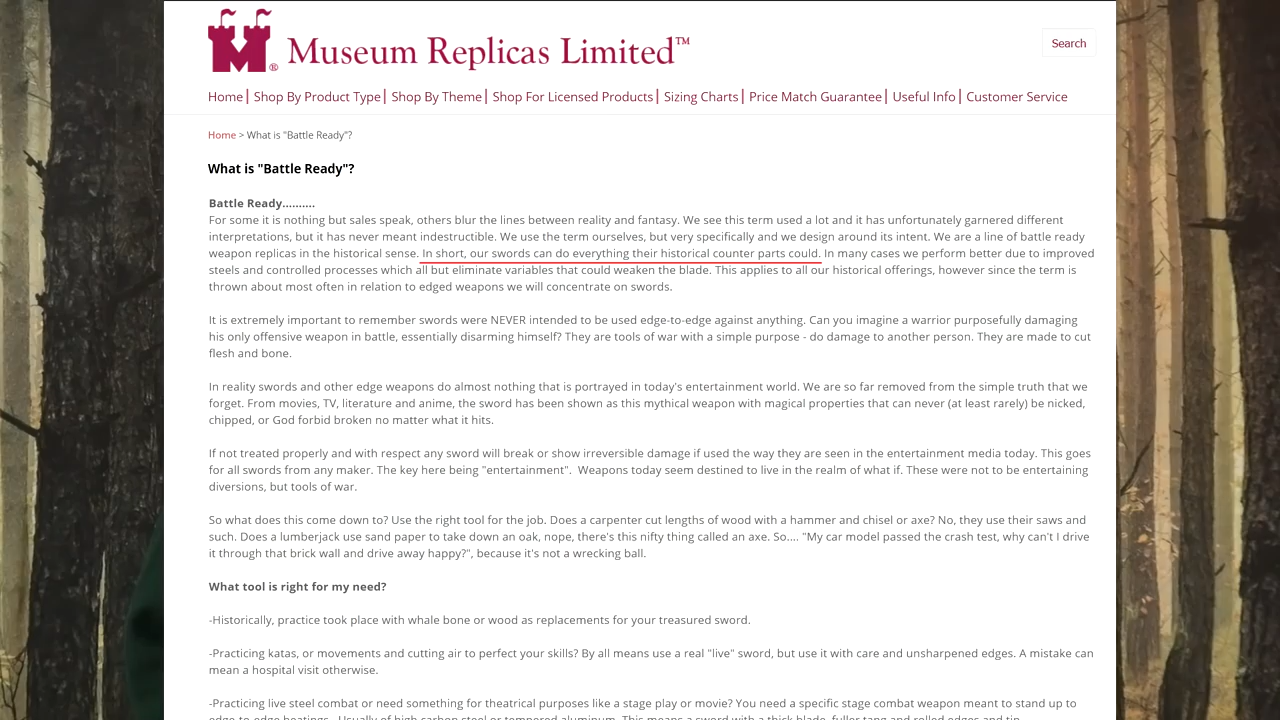 Museum Replicas Limited™
®
Search
Home | Shop By Product Type | Shop By Theme | Shop For Licensed Products | Sizing Charts | Price Match Guarantee | Useful Info | Customer Service
Home > What is "Battle Ready"?
What is "Battle Ready"?
Battle Ready..........
For some it is nothing but sales speak, others blur the lines between reality and fantasy. We see this term used a lot and it has unfortunately garnered different
interpretations, but it has never meant indestructible. We use the term ourselves, but very specifically and we design around its intent. We are a line of battle ready
weapon replicas in the historical sense. In short, our swords can do everything their historical counter parts could. In many cases we perform better due to improved
steels and controlled processes which all but eliminate variables that could weaken the blade. This applies to all our historical offerings, however since the term is
thrown about most often in relation to edged weapons we will concentrate on swords.
It is extremely important to remember swords were NEVER intended to be used edge-to-edge against anything. Can you imagine a warrior purposefully damaging
his only offensive weapon in battle, essentially disarming himself? They are tools of war with a simple purpose - do damage to another person. They are made to cut
flesh and bone.
In reality swords and other edge weapons do almost nothing that is portrayed in today's entertainment world. We are so far removed from the simple truth that we
forget. From movies, TV, literature and anime, the sword has been shown as this mythical weapon with magical properties that can never (at least rarely) be nicked,
chipped, or God forbid broken no matter what it hits.
If not treated properly and with respect any sword will break or show irreversible damage if used the way they are seen in the entertainment media today. This goes
for all swords from any maker. The key here being "entertainment".  Weapons today seem destined to live in the realm of what if. These were not to be entertaining
diversions, but tools of war.
So what does this come down to? Use the right tool for the job. Does a carpenter cut lengths of wood with a hammer and chisel or axe? No, they use their saws and
such. Does a lumberjack use sand paper to take down an oak, nope, there's this nifty thing called an axe. So.... "My car model passed the crash test, why can't I drive
it through that brick wall and drive away happy?", because it's not a wrecking ball.
What tool is right for my need?
-Historically, practice took place with whale bone or wood as replacements for your treasured sword.
-Practicing katas, or movements and cutting air to perfect your skills? By all means use a real "live" sword, but use it with care and unsharpened edges. A mistake can
mean a hospital visit otherwise.
-Practicing live steel combat or need something for theatrical purposes like a stage play or movie? You need a specific stage combat weapon meant to stand up to
edge-to-edge beatings. Usually of high carbon steel or tempered aluminum. This means a sword with a thick blade, fuller tang and rolled edges and tip.